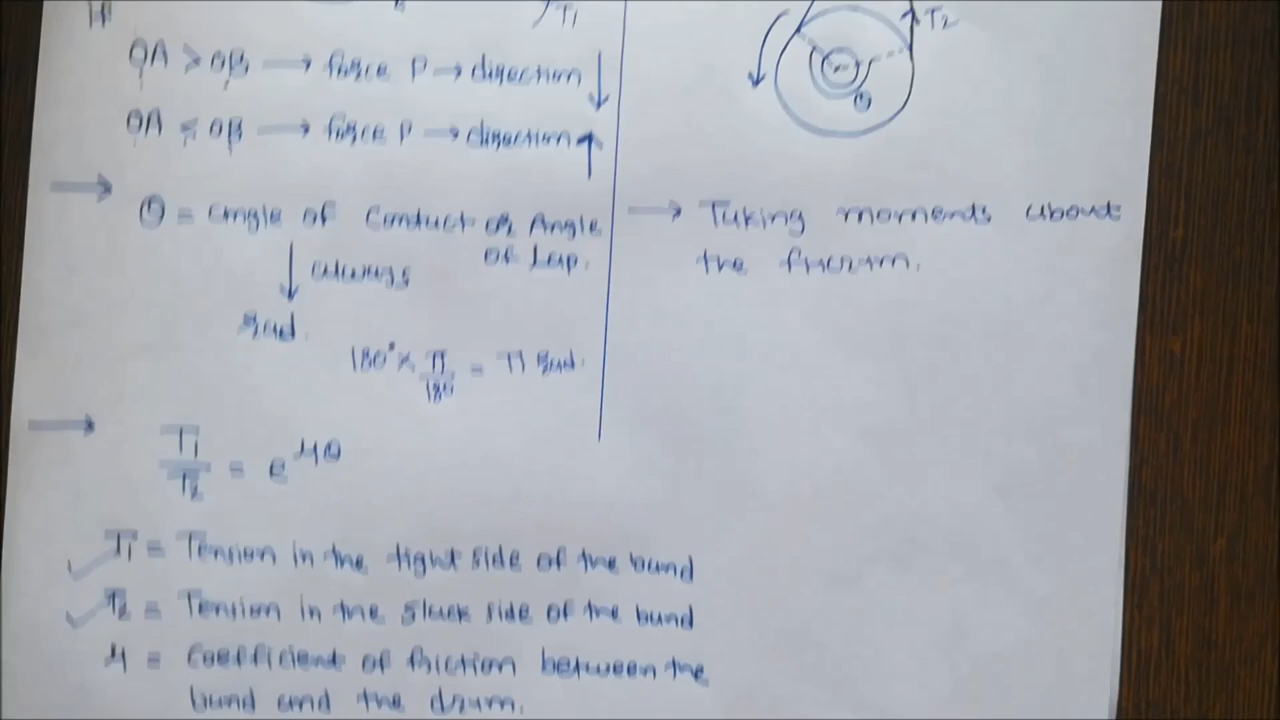 T1
OA > OB → force P → direction ↓
OA < OB → force P → direction ↑
→ θ = angle of Conduct or Angle
of Lap.
↓ always
rad.
180° × π/180 = π rad.
→ T1/T2 = e^μθ
T1 = Tension in the tight side of the band
T2 = Tension in the slack side of the band
μ = coefficient of friction between the
band and the drum.
T2
θ
→ Taking moments about
the